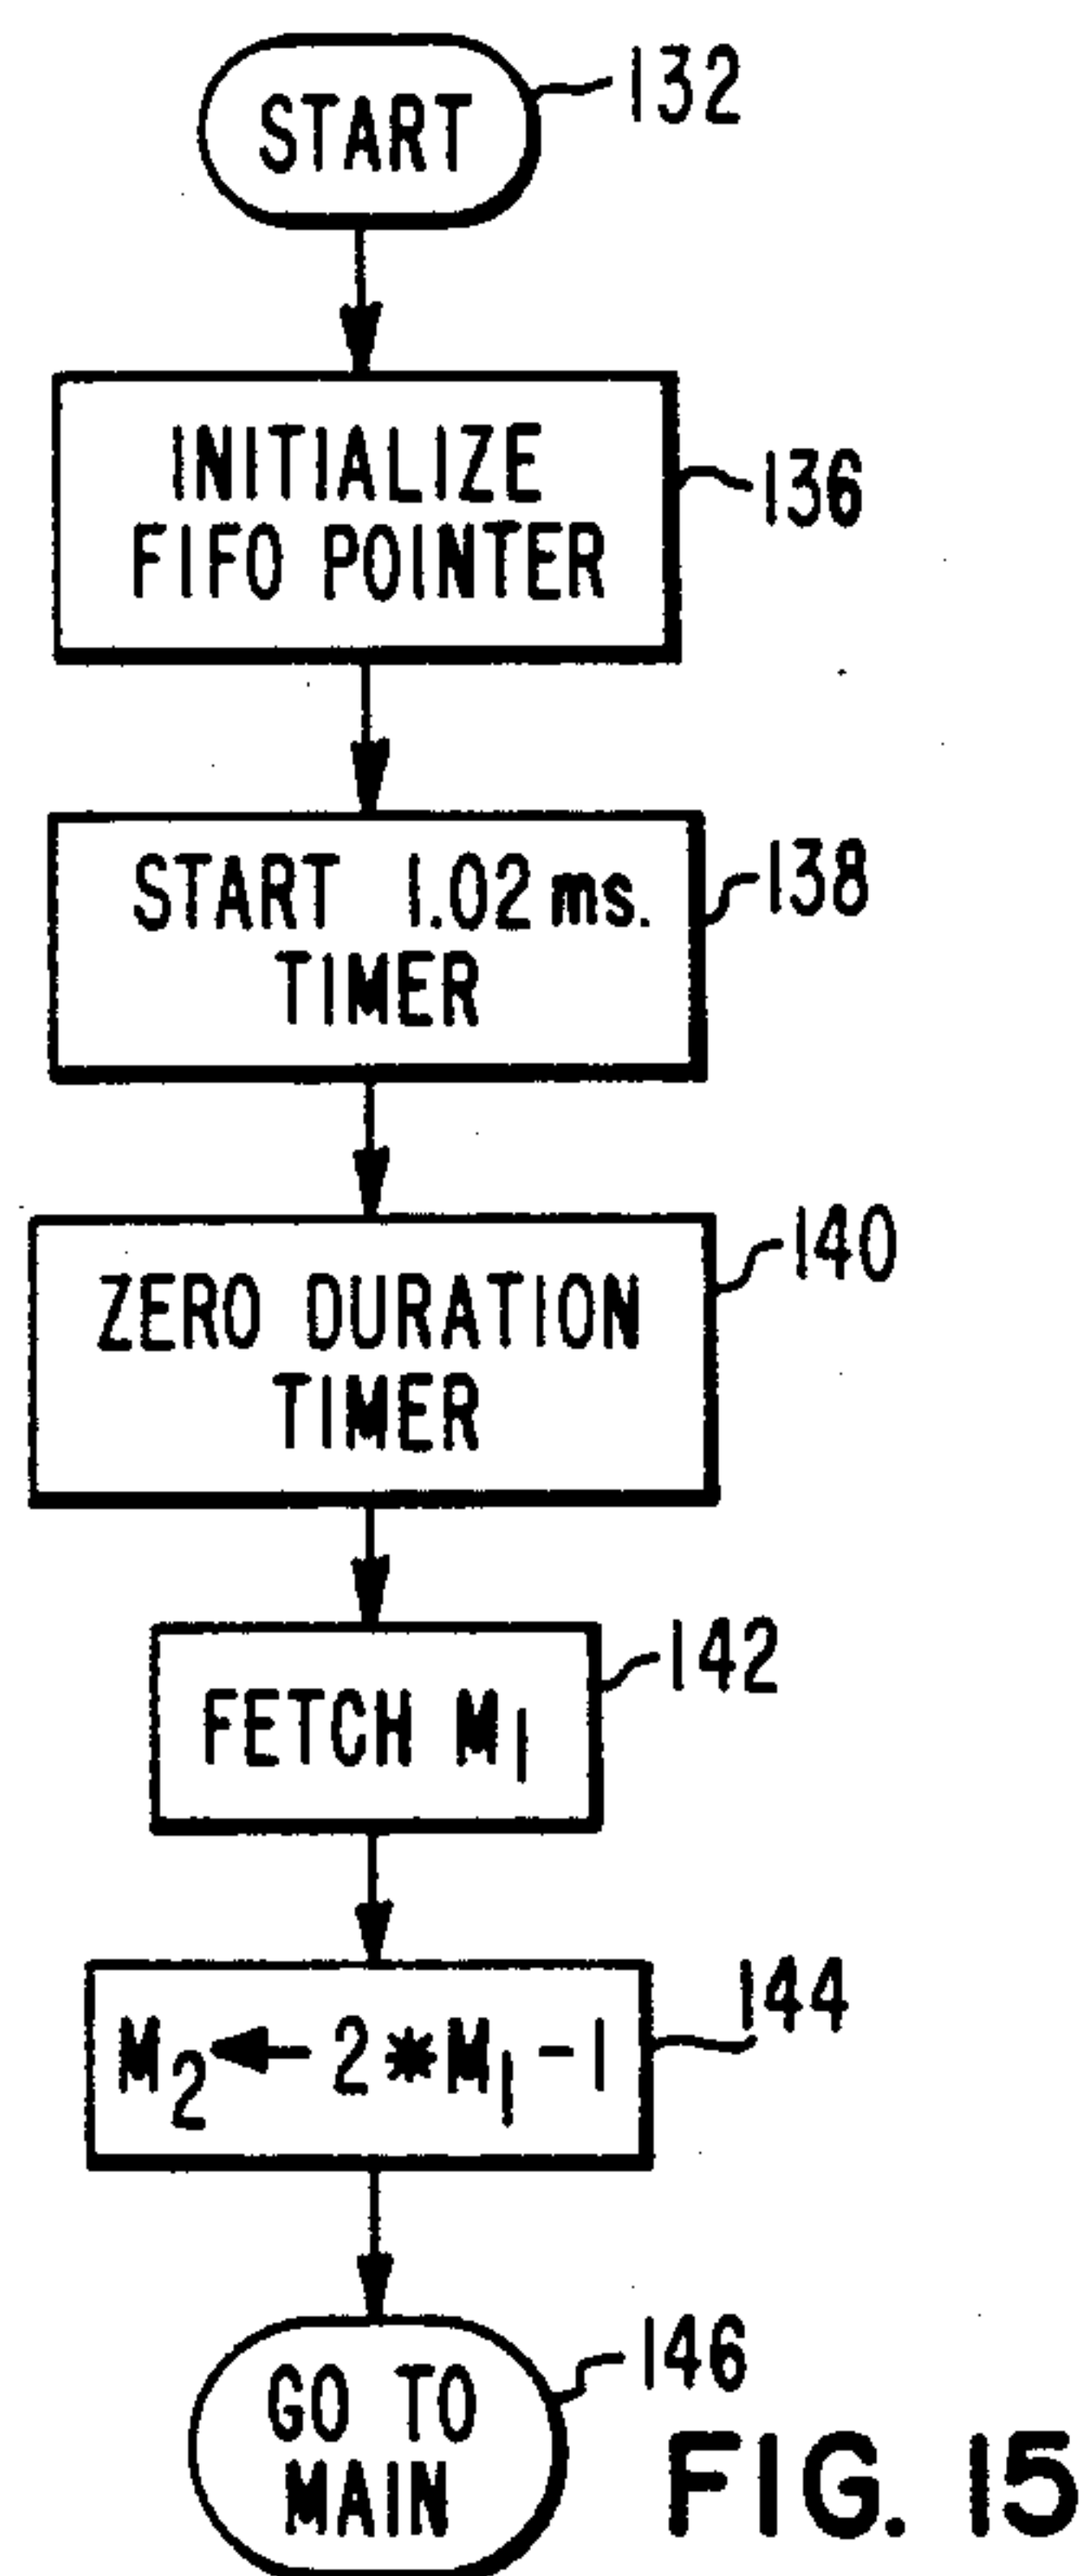 START
132
INITIALIZE
FIFO POINTER
136
START 1.02 ms.
TIMER
138
ZERO DURATION
TIMER
140
FETCH M₁
142
M₂ ← 2*M₁-1
144
GO TO
MAIN
146
FIG. 15